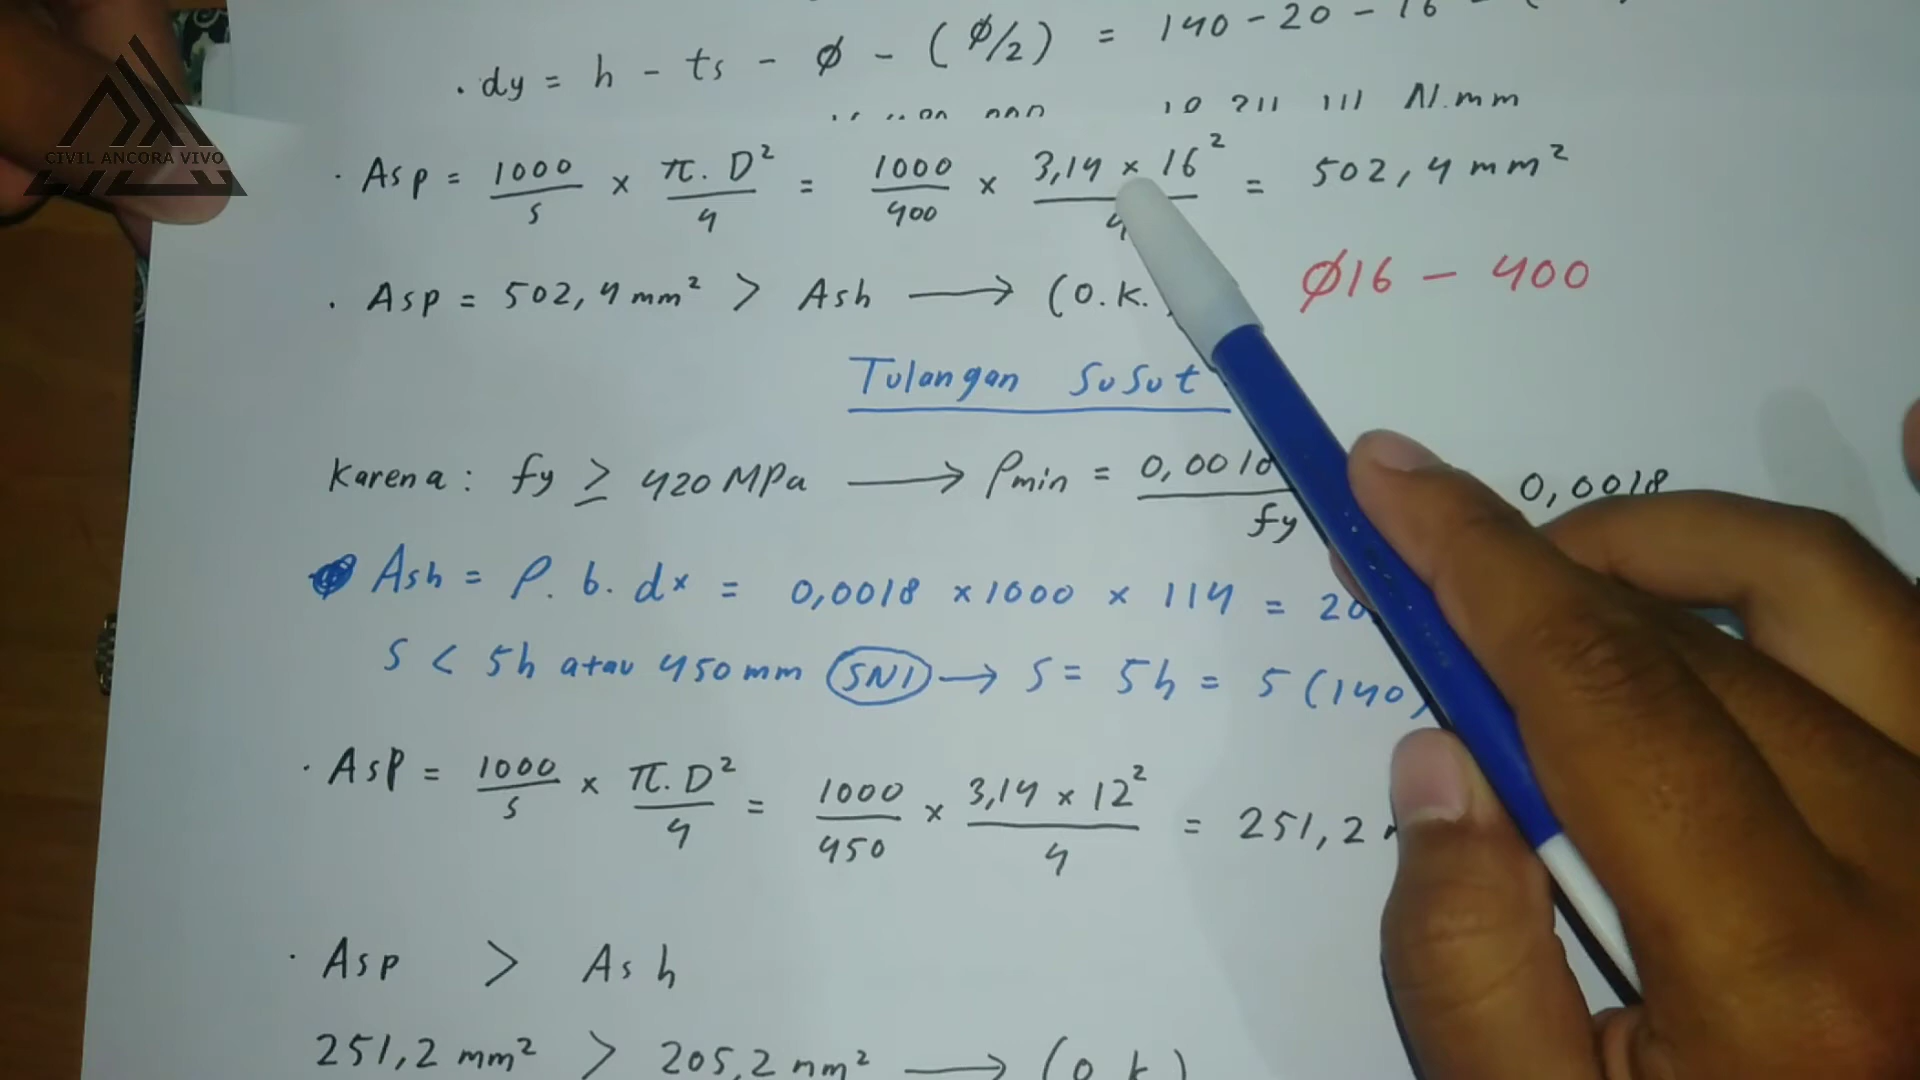 . dy = h - ts - ø - (ø/2) = 140 - 20 - 16 -
N.mm
CIVIL ANCORA VIVO
· Asp = 1000/s x π. D²/4 = 1000/400 x 3,14 x 16²/4 = 502,4 mm²
. Asp = 502,4 mm² > Ash → (O.K.
ø16 - 400
Tulangan Susut
Karena : fy ≥ 420 MPa → ρmin = 0,0018 / fy 0,0018
Ash = ρ. b. dx = 0,0018 x 1000 x 114 = 20
S < 5h atau 450 mm SNI → S = 5h = 5 (140)
· Asp = 1000/s x π. D²/4 = 1000/450 x 3,14 x 12²/4 = 251,2
· Asp > Ash
251,2 mm² > 205,2 mm² → (O.K)